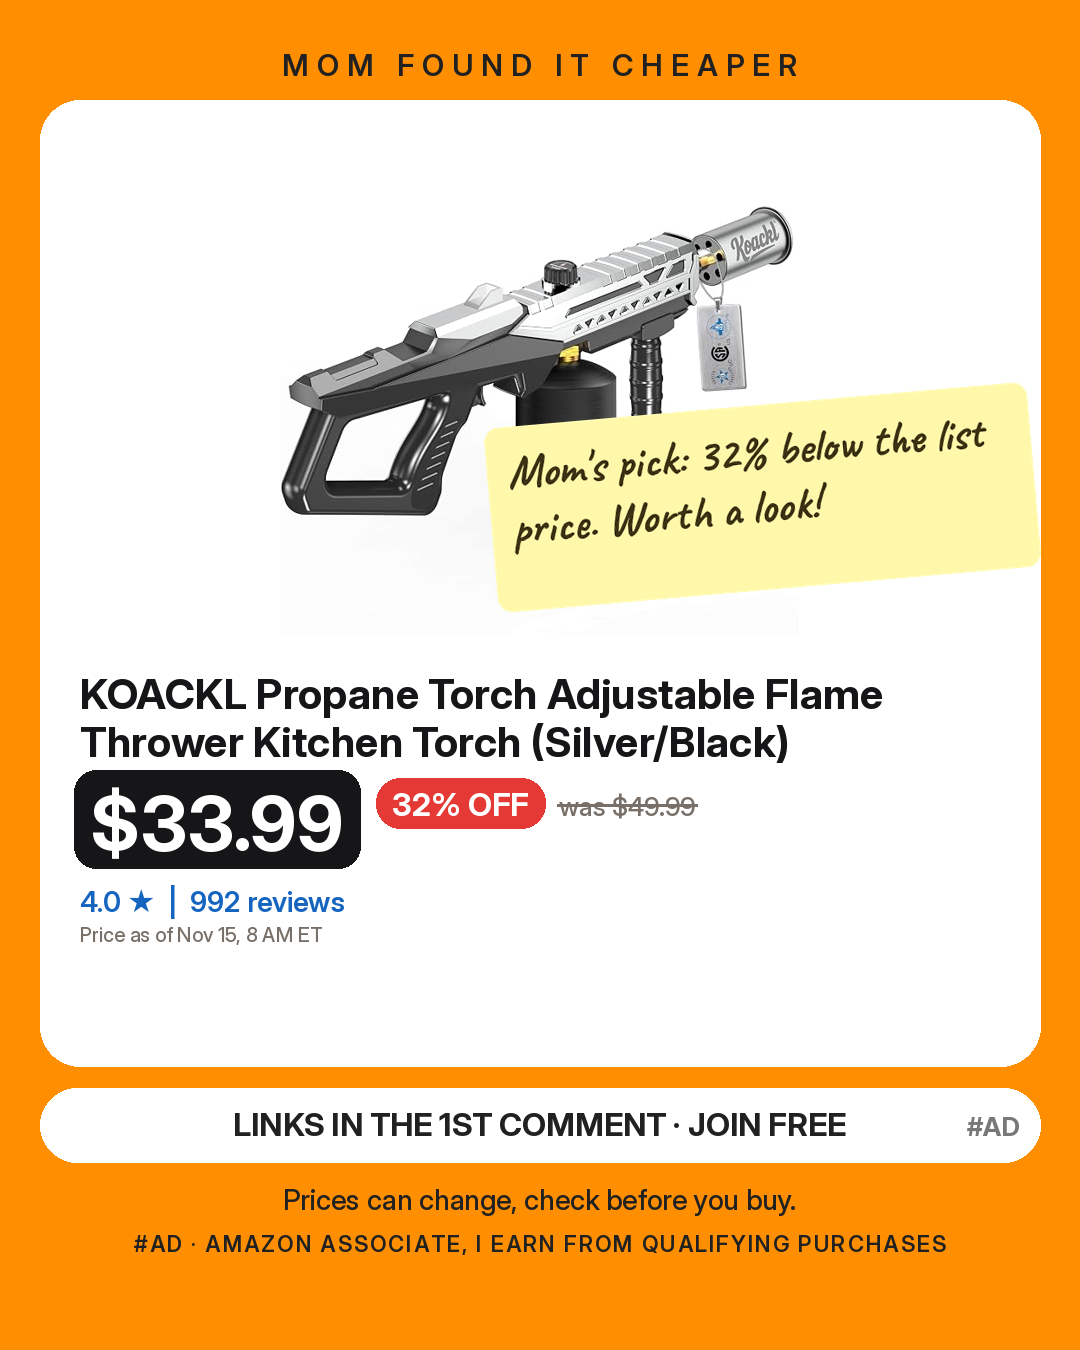 MOM FOUND IT CHEAPER
Koackl
Mom's pick: 32% below the list
price. Worth a look!
KOACKL Propane Torch Adjustable Flame
Thrower Kitchen Torch (Silver/Black)
$33.99
32% OFF
was $49.99
4.0 ★ | 992 reviews
Price as of Nov 15, 8 AM ET
LINKS IN THE 1ST COMMENT · JOIN FREE
#AD
Prices can change, check before you buy.
#AD · AMAZON ASSOCIATE, I EARN FROM QUALIFYING PURCHASES